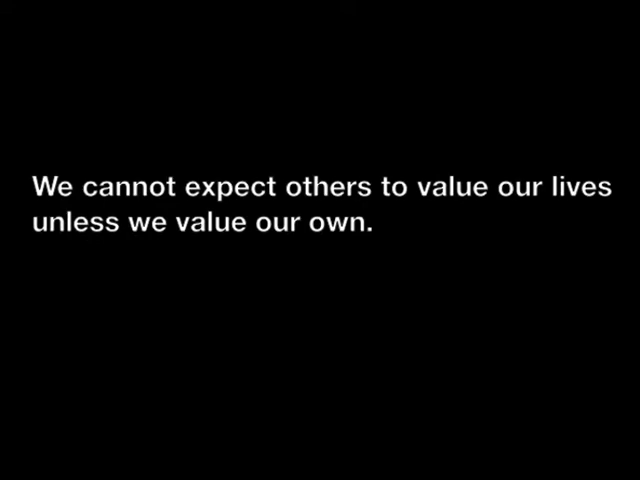 We cannot expect others to value our lives
unless we value our own.